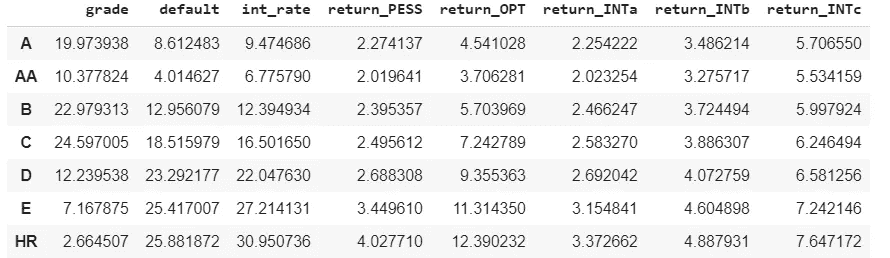 grade default int_rate return_PESS return_OPT return_INTa return_INTb return_INTc
A 19.973938 8.612483 9.474686 2.274137 4.541028 2.254222 3.486214 5.706550
AA 10.377824 4.014627 6.775790 2.019641 3.706281 2.023254 3.275717 5.534159
B 22.979313 12.956079 12.394934 2.395357 5.703969 2.466247 3.724494 5.997924
C 24.597005 18.515979 16.501650 2.495612 7.242789 2.583270 3.886307 6.246494
D 12.239538 23.292177 22.047630 2.688308 9.355363 2.692042 4.072759 6.581256
E 7.167875 25.417007 27.214131 3.449610 11.314350 3.154841 4.604898 7.242146
HR 2.664507 25.881872 30.950736 4.027710 12.390232 3.372662 4.887931 7.647172